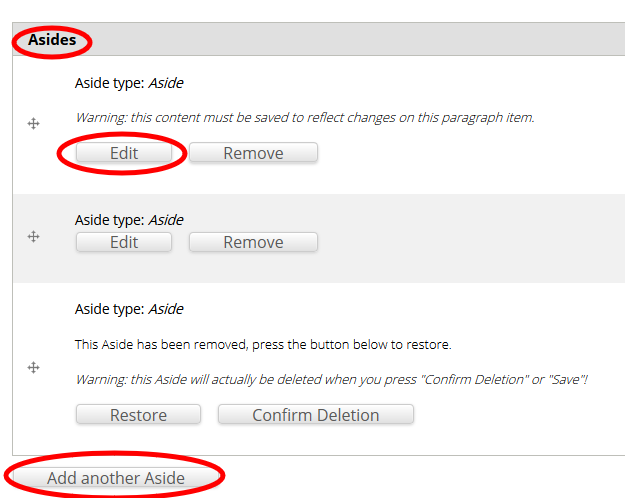 Asides
Aside type: Aside
Warning: this content must be saved to reflect changes on this paragraph item.
Edit Remove
Aside type: Aside
Edit Remove
Aside type: Aside
This Aside has been removed, press the button below to restore.
Warning: this Aside will actually be deleted when you press "Confirm Deletion" or "Save"!
Restore Confirm Deletion
Add another Aside